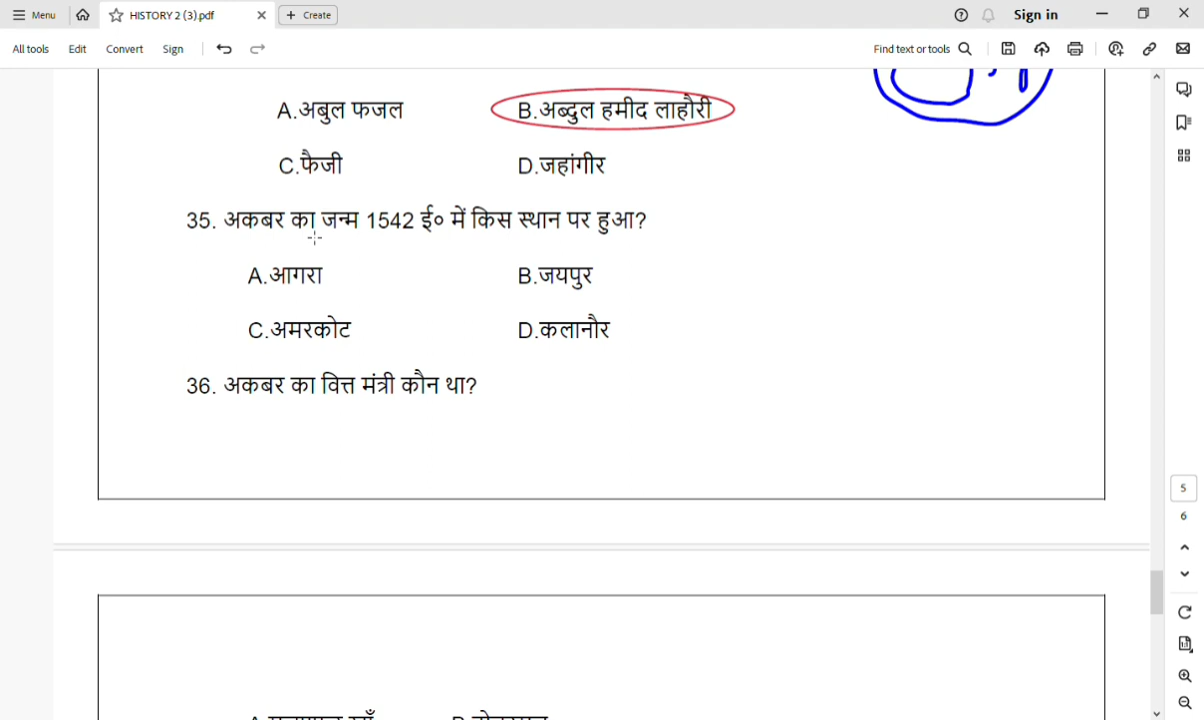 Menu
HISTORY 2 (3).pdf
+ Create
Sign in
All tools Edit Convert Sign
Find text or tools
A.अबुल फजल B.अब्दुल हमीद लाहौरी
C.फैजी D.जहांगीर
35. अकबर का जन्म 1542 ई० में किस स्थान पर हुआ?
A.आगरा B.जयपुर
C.अमरकोट D.कलानौर
36. अकबर का वित्त मंत्री कौन था?
5
6